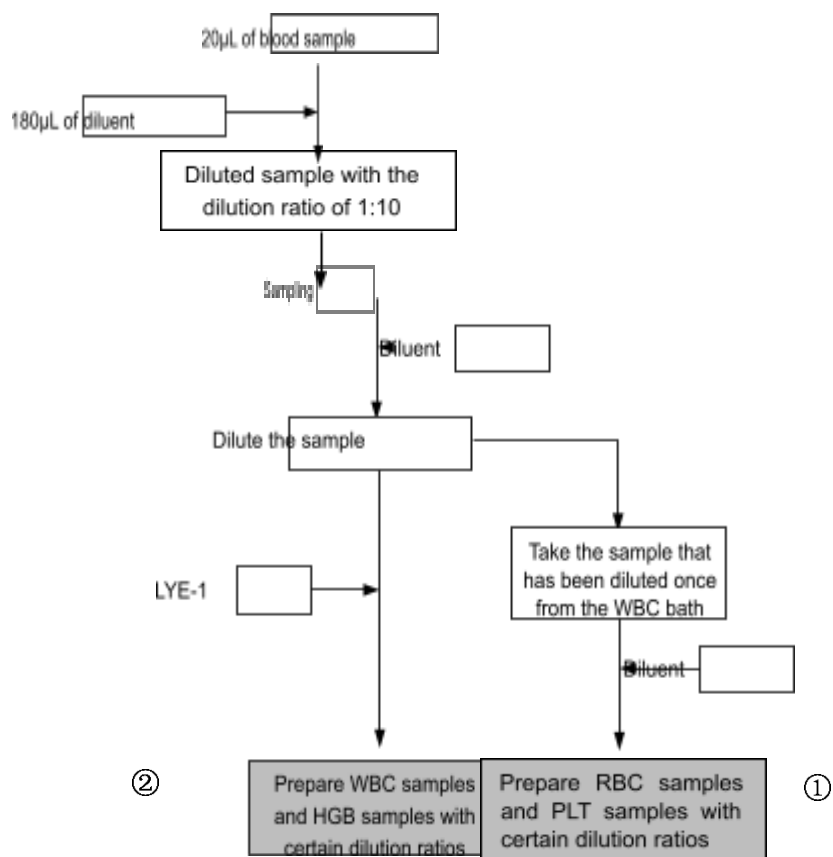 20μL of blood sample
180μL of diluent
Diluted sample with the
dilution ratio of 1:10
Sampling
Diluent
Dilute the sample
Take the sample that
has been diluted once
from the WBC bath
LYE-1
Diluent
②
Prepare WBC samples
and HGB samples with
certain dilution ratios
Prepare RBC samples
and PLT samples with
certain dilution ratios
①